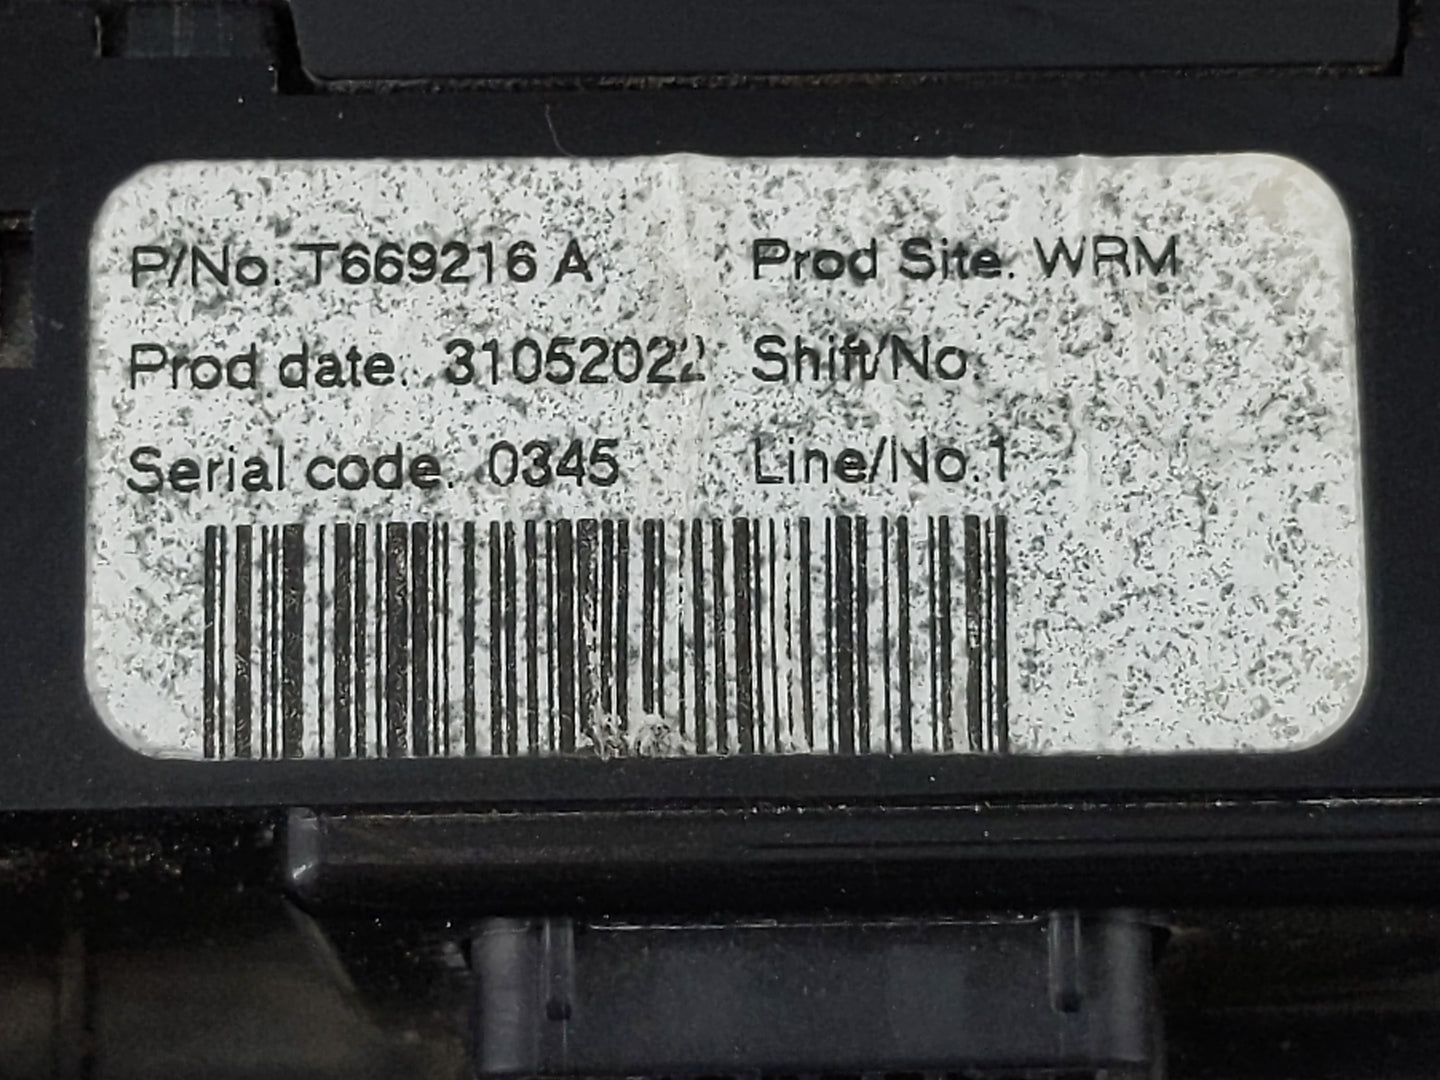 P/No. T669216 A Prod Site. WRM
Prod date. 31052022 Shift/No.
Serial code. 0345 Line/No.1